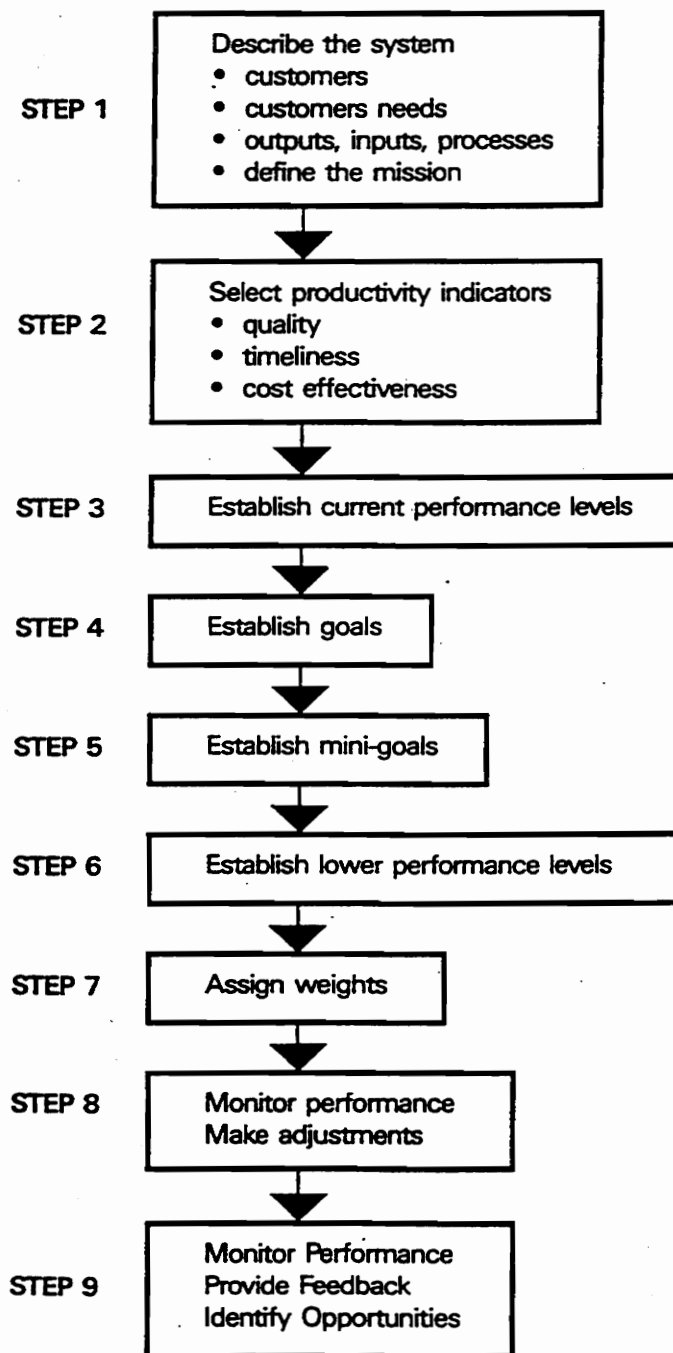 Describe the system
• customers
STEP 1
• customers needs
• outputs, inputs, processes
• define the mission
Select productivity indicators
STEP 2
• quality
• timeliness
• cost effectiveness
STEP 3 Establish current performance levels
STEP 4 Establish goals
STEP 5 Establish mini-goals
STEP 6 Establish lower performance levels
STEP 7 Assign weights
STEP 8 Monitor performance
Make adjustments
Monitor Performance
STEP 9 Provide Feedback
Identify Opportunities